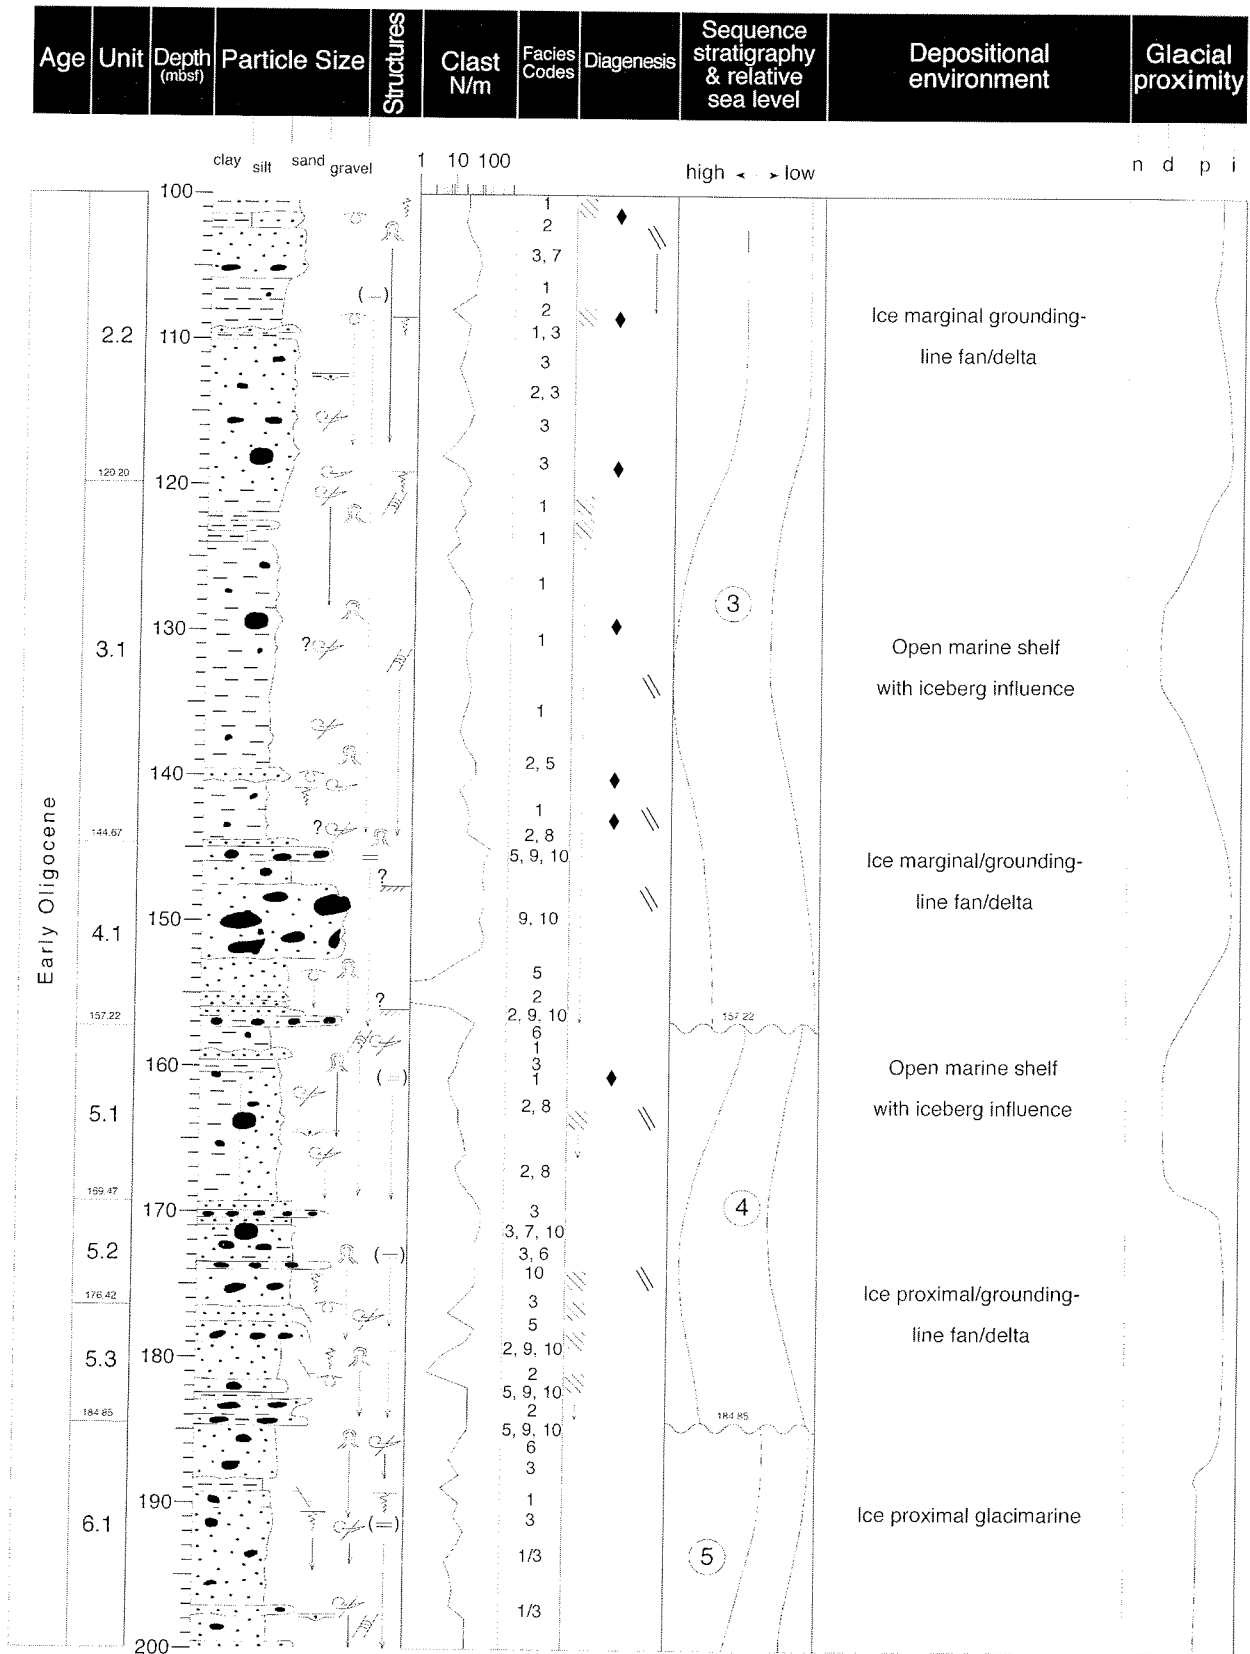 Age
Unit
Depth
(mbsf)
Particle Size
Structures
Clast
N/m
Facies
Codes
Diagenesis
Sequence
stratigraphy
& relative
sea level
Depositional
environment
Glacial
proximity
clay silt sand gravel
1 10 100
high low
n d p i
Early Oligocene
2.2
120.20
3.1
144.67
4.1
157.22
5.1
169.47
5.2
176.42
5.3
184.85
6.1
100
110
120
130
140
150
160
170
180
190
200
(–)
?
?
?
?
(=)
(–)
(=)
1
2
3, 7
1
2
1, 3
3
2, 3
3
3
1
1
1
1
1
2, 5
1
2, 8
5, 9, 10
9, 10
5
2
2, 9, 10
6
1
3
1
2, 8
2, 8
3
3, 7, 10
3, 6
10
3
5
2, 9, 10
2
5, 9, 10
2
5, 9, 10
6
3
1
3
1/3
1/3
3
157.22
4
184.85
5
Ice marginal grounding-
line fan/delta
Open marine shelf
with iceberg influence
Ice marginal/grounding-
line fan/delta
Open marine shelf
with iceberg influence
Ice proximal/grounding-
line fan/delta
Ice proximal glacimarine